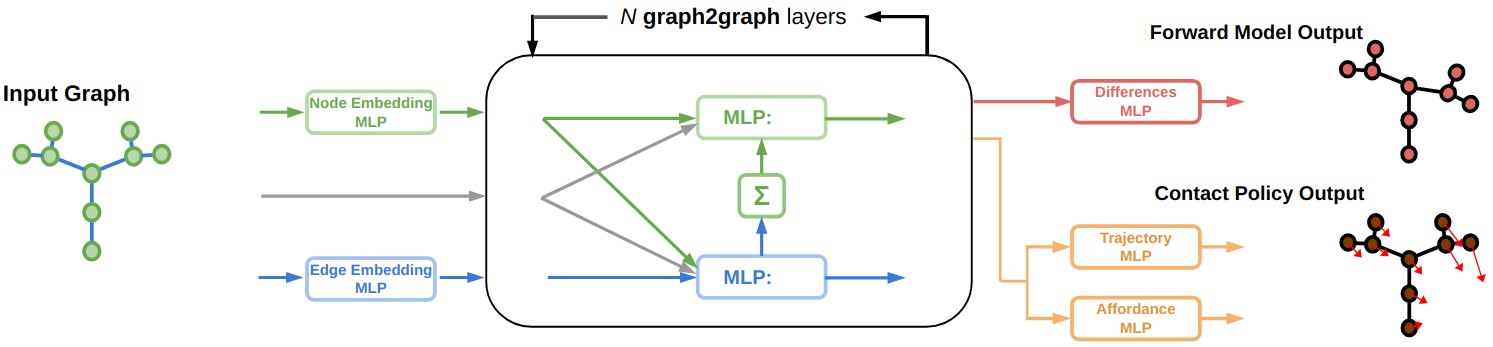 N graph2graph layers
Forward Model Output
Input Graph
Node Embedding
MLP
MLP:
Differences
MLP
Σ
Contact Policy Output
Edge Embedding
MLP
MLP:
Trajectory
MLP
Affordance
MLP